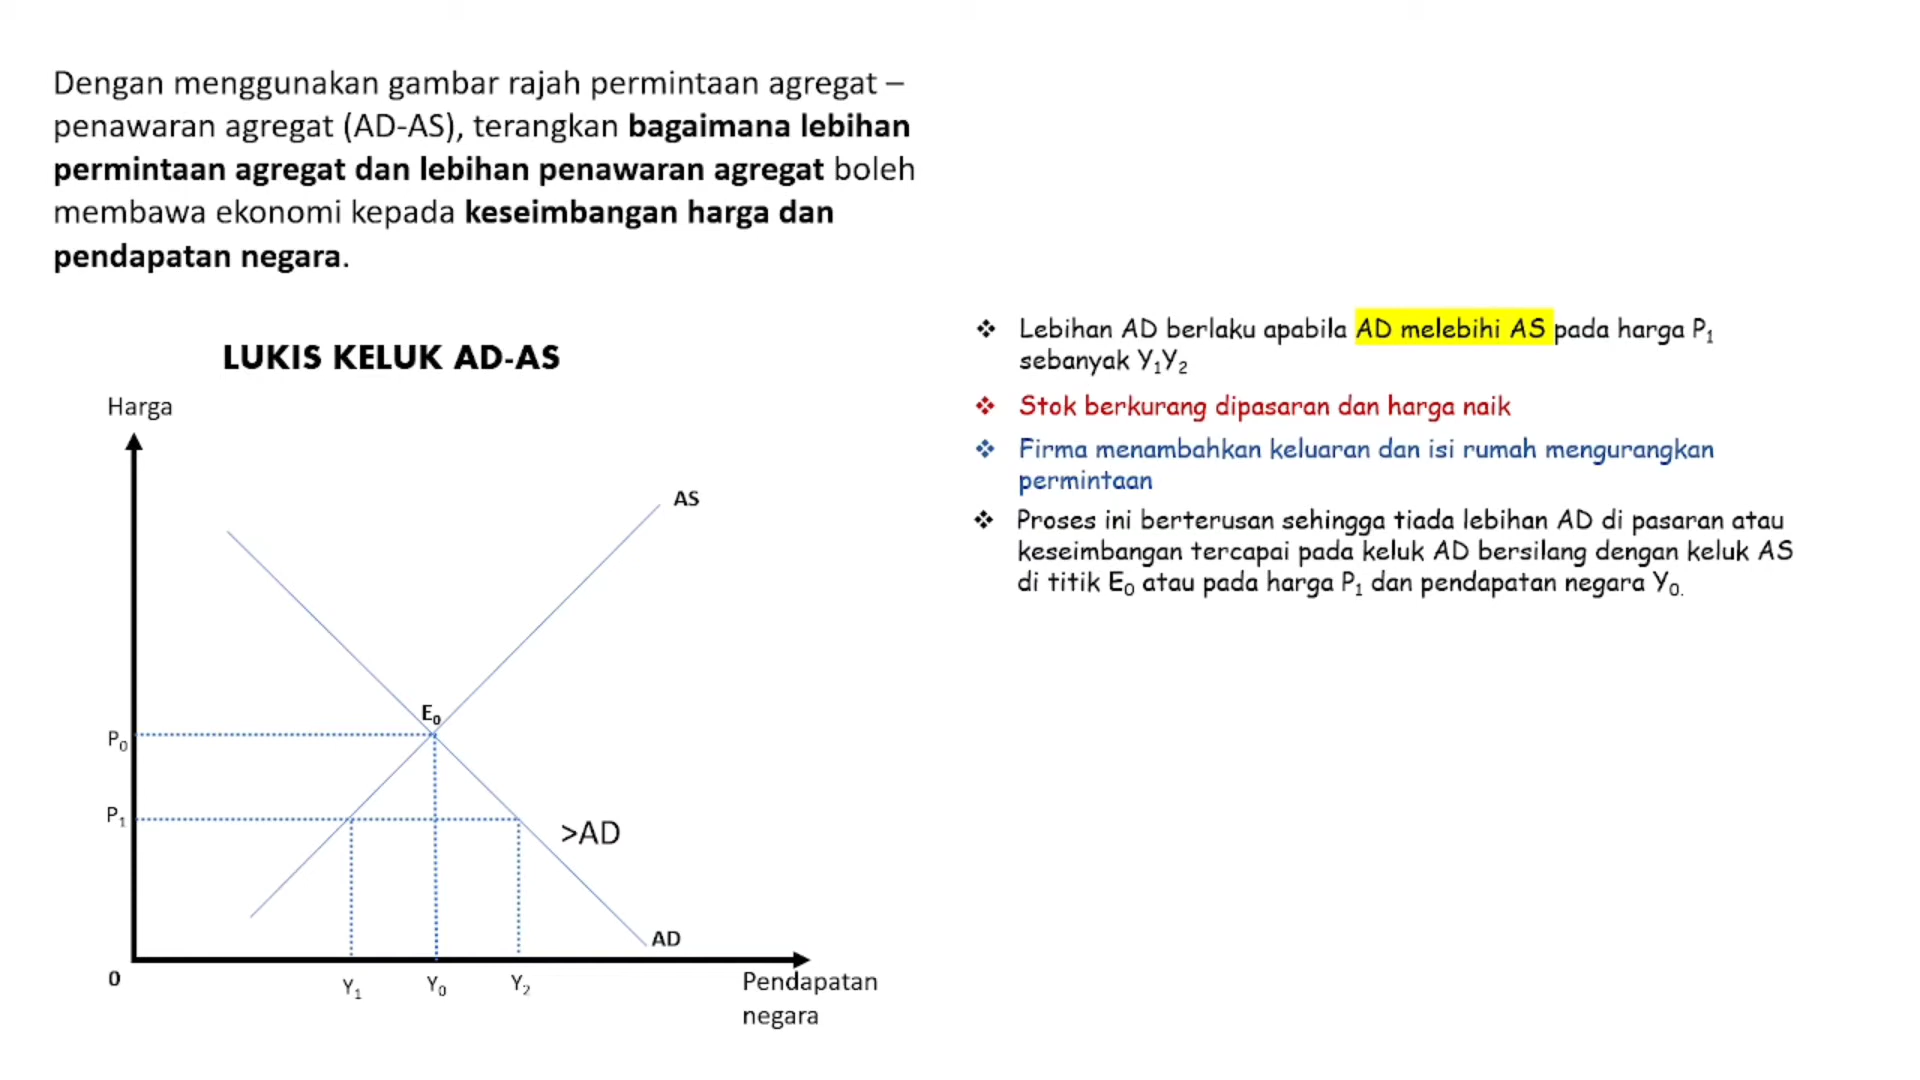 Dengan menggunakan gambar rajah permintaan agregat –
penawaran agregat (AD-AS), terangkan bagaimana lebihan
permintaan agregat dan lebihan penawaran agregat boleh
membawa ekonomi kepada keseimbangan harga dan
pendapatan negara.
LUKIS KELUK AD-AS
Harga
AS
E₀
P₀
P₁
>AD
AD
0
Y₁
Y₀
Y₂
Pendapatan
negara
❖ Lebihan AD berlaku apabila AD melebihi AS pada harga P₁
sebanyak Y₁Y₂
❖ Stok berkurang dipasaran dan harga naik
❖ Firma menambahkan keluaran dan isi rumah mengurangkan
permintaan
❖ Proses ini berterusan sehingga tiada lebihan AD di pasaran atau
keseimbangan tercapai pada keluk AD bersilang dengan keluk AS
di titik E₀ atau pada harga P₁ dan pendapatan negara Y₀.